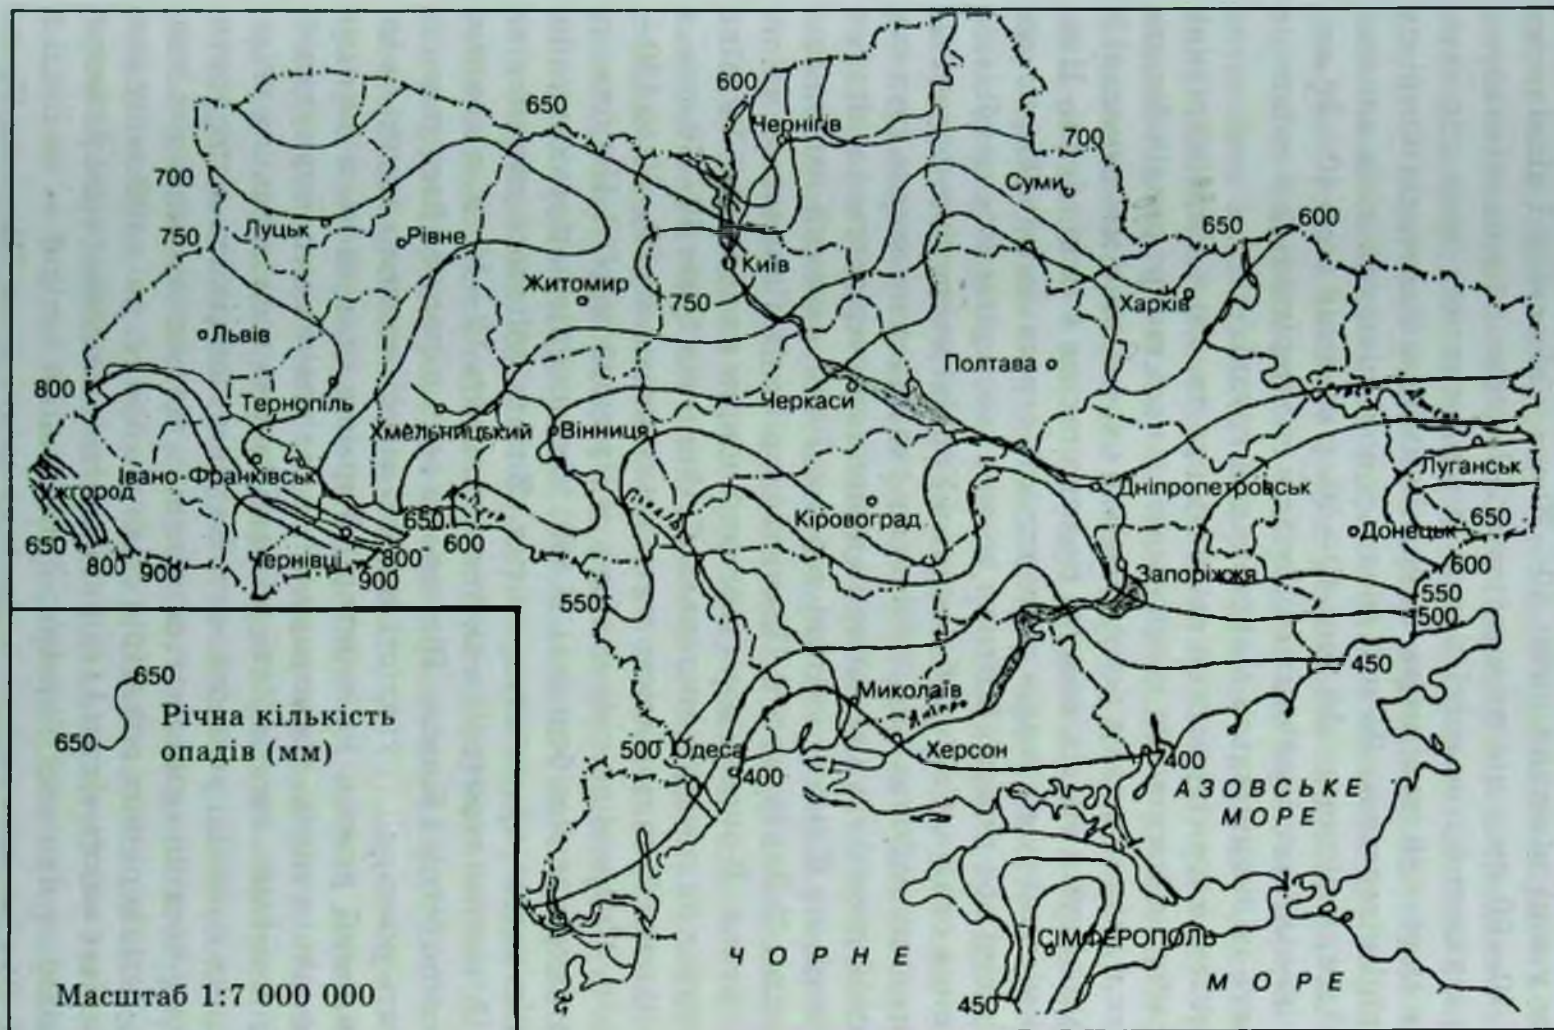 600
650
Чернігів
700
700
Суми
Луцьк
Рівне
650
600
750
Київ
Житомир
750
Харків
Львів
Полтава
800
Тернопіль
Черкаси
Хмельницький
Вінниця
Івано-Франківськ
Ужгород
Луганськ
Дніпропетровськ
Кіровоград
Донецьк
650
650
600
650
800
900
Чернівці
800
900
Запоріжжя
600
550
550
500
450
650
650
Річна кількість
опадів (мм)
Миколаїв
Дніпро
500
Одеса
Херсон
400
400
АЗОВСЬКЕ
МОРЕ
СІМФЕРОПОЛЬ
ЧОРНЕ
МОРЕ
450
Масштаб 1:7 000 000